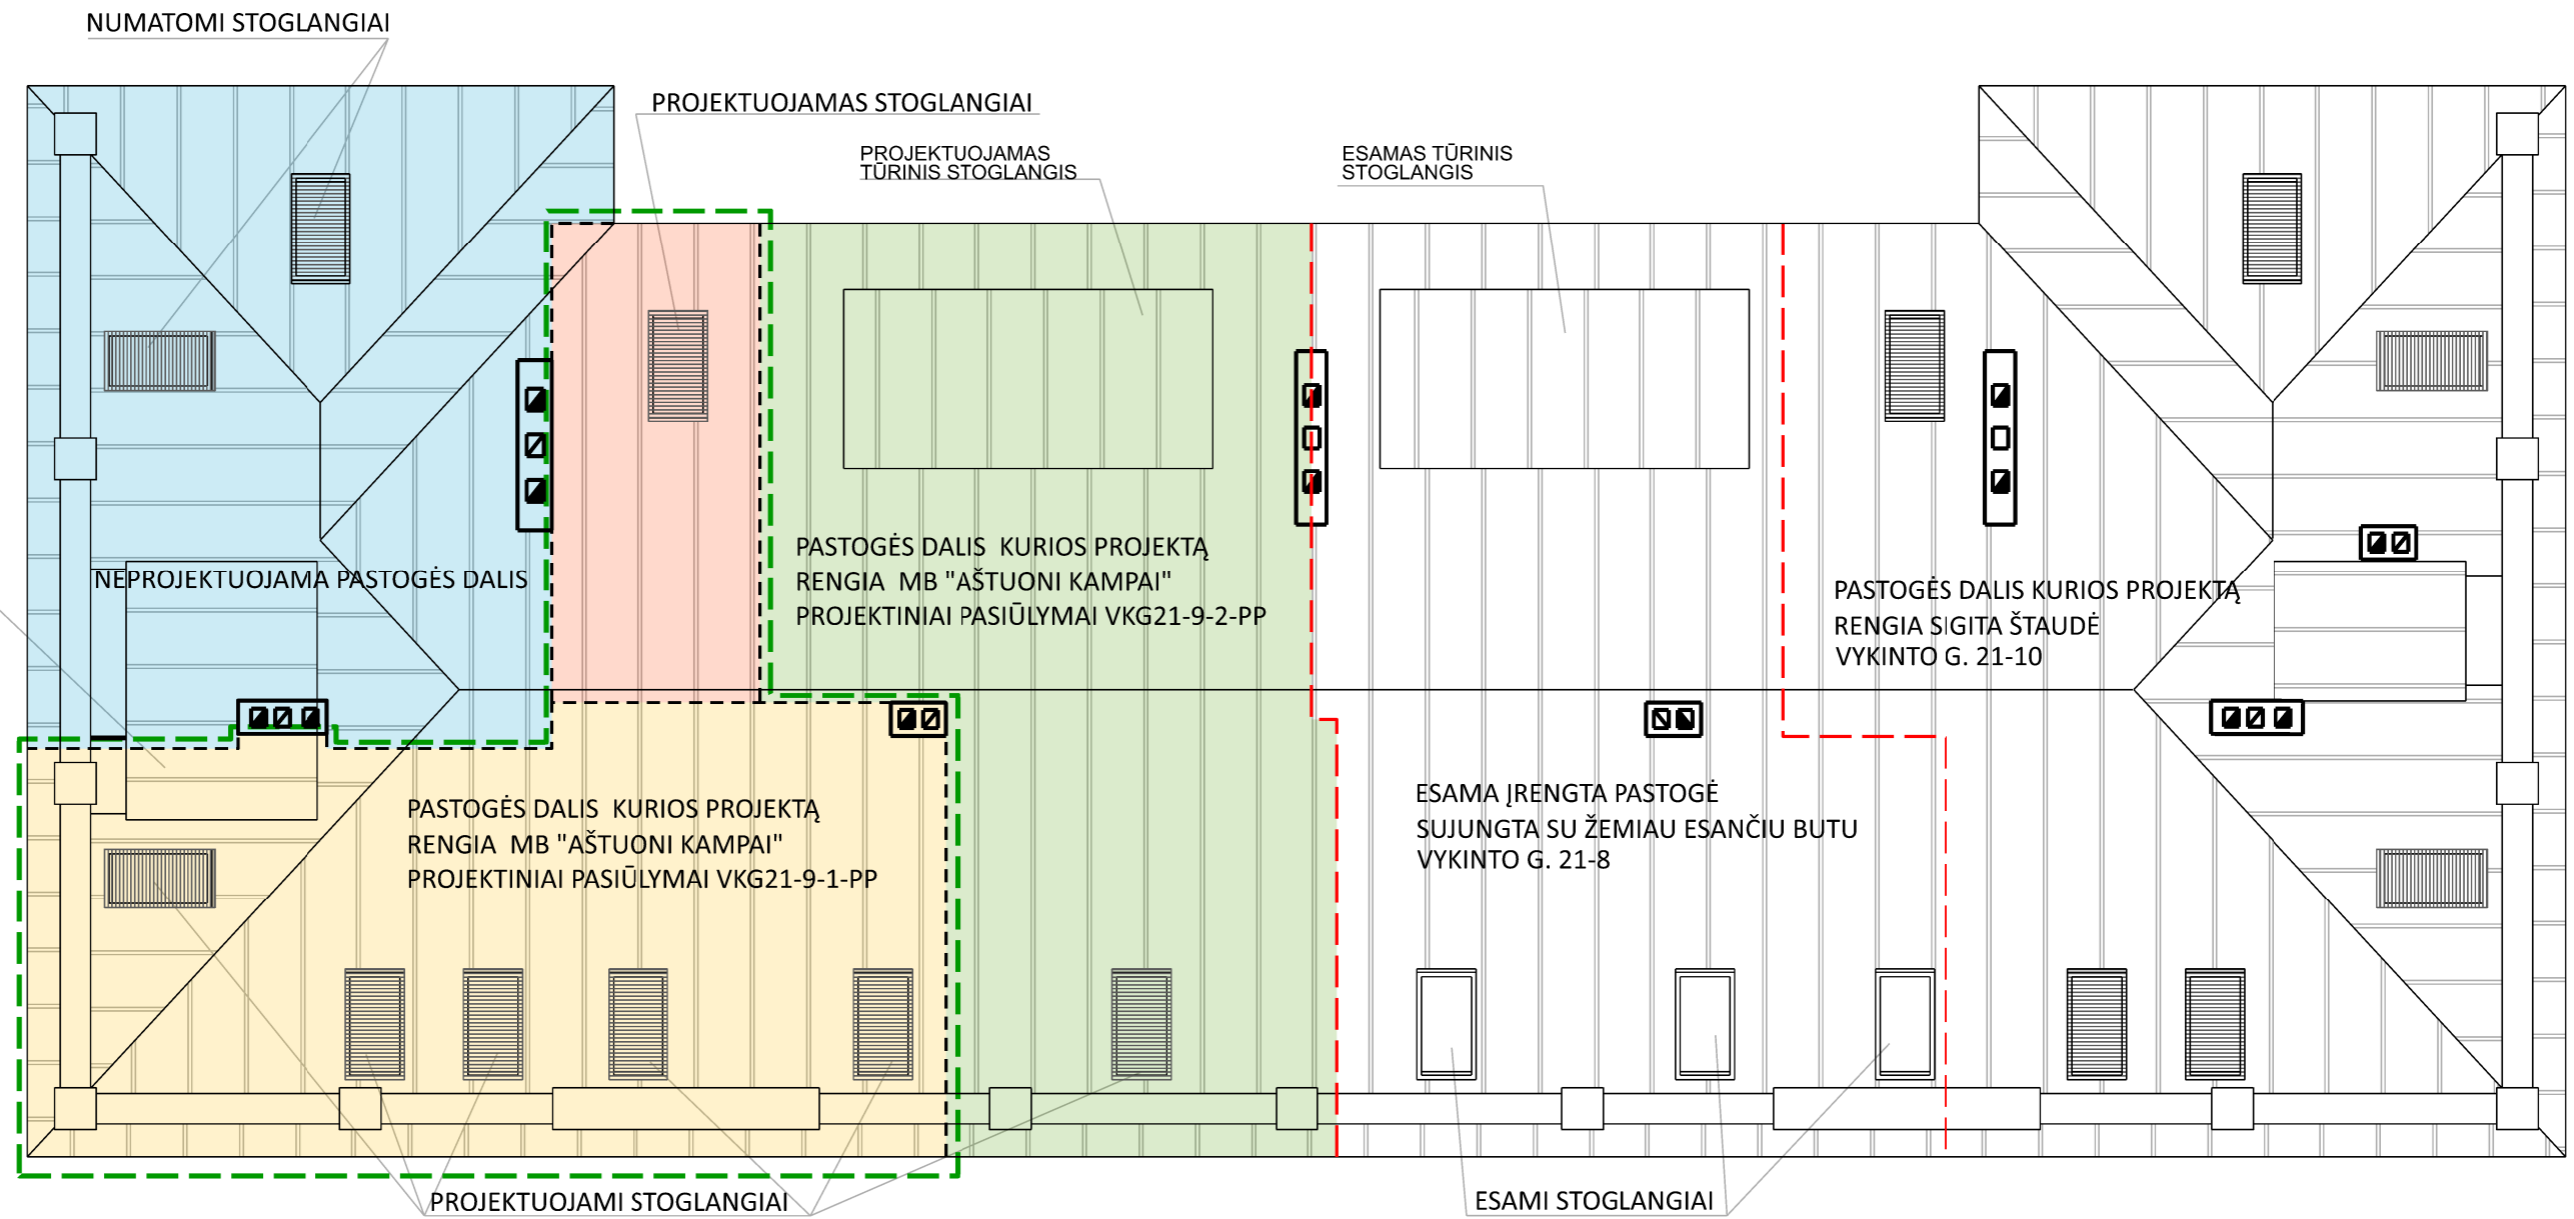 NUMATOMI STOGLANGIAI
PROJEKTUOJAMAS STOGLANGIAI
PROJEKTUOJAMAS
TŪRINIS STOGLANGIS
ESAMAS TŪRINIS
STOGLANGIS
NEPROJEKTUOJAMA PASTOGĖS DALIS
PASTOGĖS DALIS KURIOS PROJEKTĄ
RENGIA MB "AŠTUONI KAMPAI"
PROJEKTINIAI PASIŪLYMAI VKG21-9-2-PP
PASTOGĖS DALIS KURIOS PROJEKTĄ
RENGIA SIGITA ŠTAUDĖ
VYKINTO G. 21-10
PASTOGĖS DALIS KURIOS PROJEKTĄ
RENGIA MB "AŠTUONI KAMPAI"
PROJEKTINIAI PASIŪLYMAI VKG21-9-1-PP
ESAMA ĮRENGTA PASTOGĖ
SUJUNGTA SU ŽEMIAU ESANČIU BUTU
VYKINTO G. 21-8
PROJEKTUOJAMI STOGLANGIAI
ESAMI STOGLANGIAI